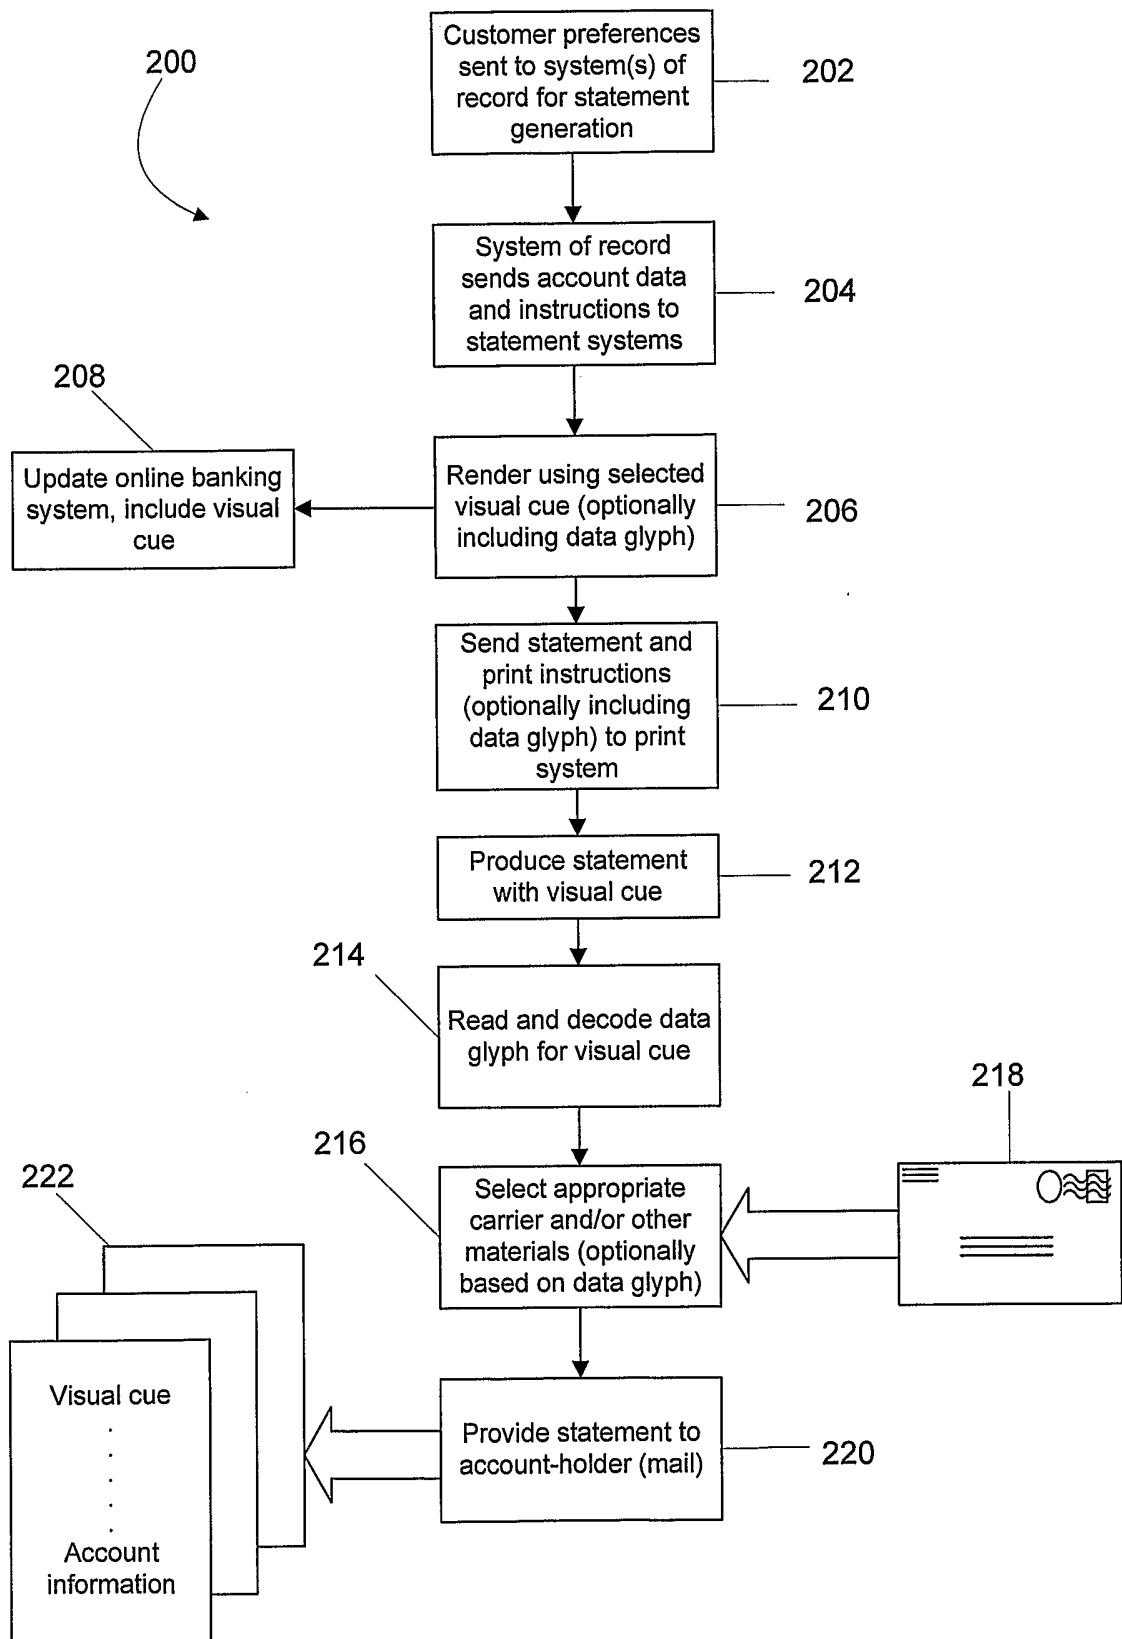 200
Customer preferences
sent to system(s) of
record for statement
generation
202
System of record
sends account data
and instructions to
statement systems
204
208
Update online banking
system, include visual
cue
Render using selected
visual cue (optionally
including data glyph)
206
Send statement and
print instructions
(optionally including
data glyph) to print
system
210
Produce statement
with visual cue
212
214
Read and decode data
glyph for visual cue
216
Select appropriate
carrier and/or other
materials (optionally
based on data glyph)
218
222
Visual cue
Account
information
Provide statement to
account-holder (mail)
220